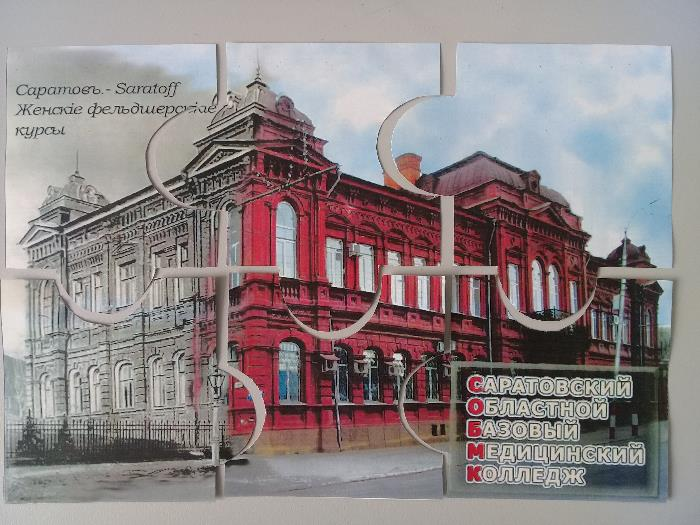 Саратовъ.- Saratoff
Женскіе фельдшерскіе
курсы
САРАТОВСКИЙ
ОБЛАСТНОЙ
БАЗОВЫЙ
МЕДИЦИНСКИЙ
КОЛЛЕДЖ